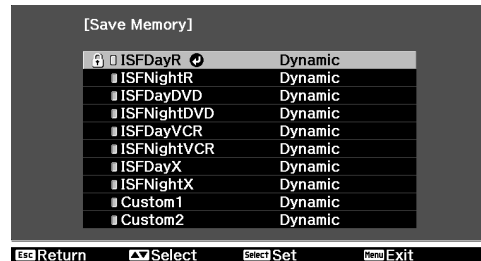 [Save Memory]
ISFDayR Dynamic
ISFNightR Dynamic
ISFDayDVD Dynamic
ISFNightDVD Dynamic
ISFDayVCR Dynamic
ISFNightVCR Dynamic
ISFDayX Dynamic
ISFNightX Dynamic
Custom1 Dynamic
Custom2 Dynamic
Esc Return Select Select Set Menu Exit